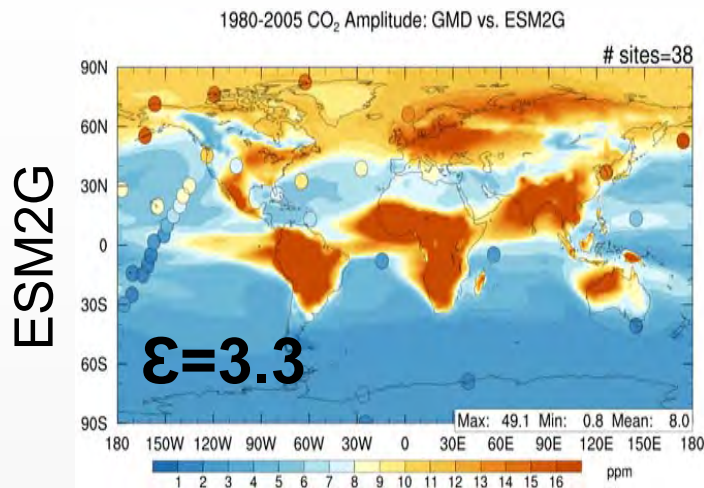 1980-2005 CO₂ Amplitude: GMD vs. ESM2G
# sites=38
ESM2G
90N
60N
30N
0
30S
60S
90S
Ɛ=3.3
Max: 49.1 Min: 0.8 Mean: 8.0
180 150W 120W 90W 60W 30W 0 30E 60E 90E 120E 150E 180
1 2 3 4 5 6 7 8 9 10 11 12 13 14 15 16
ppm